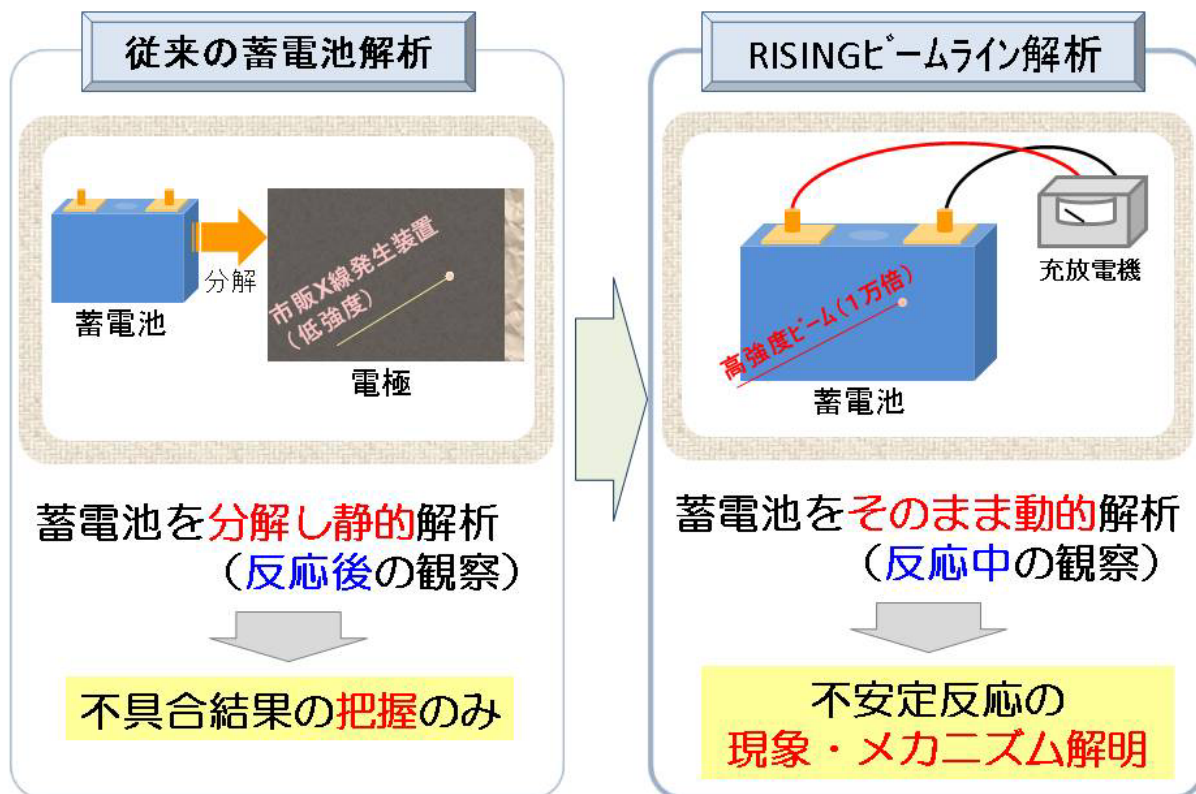 従来の蓄電池解析
分解
蓄電池
市販X線発生装置
(低強度)
電極
蓄電池を分解し静的解析
(反応後の観察)
不具合結果の把握のみ
RISINGビームライン解析
充放電機
高強度ビーム(1万倍)
蓄電池
蓄電池をそのまま動的解析
(反応中の観察)
不安定反応の
現象・メカニズム解明